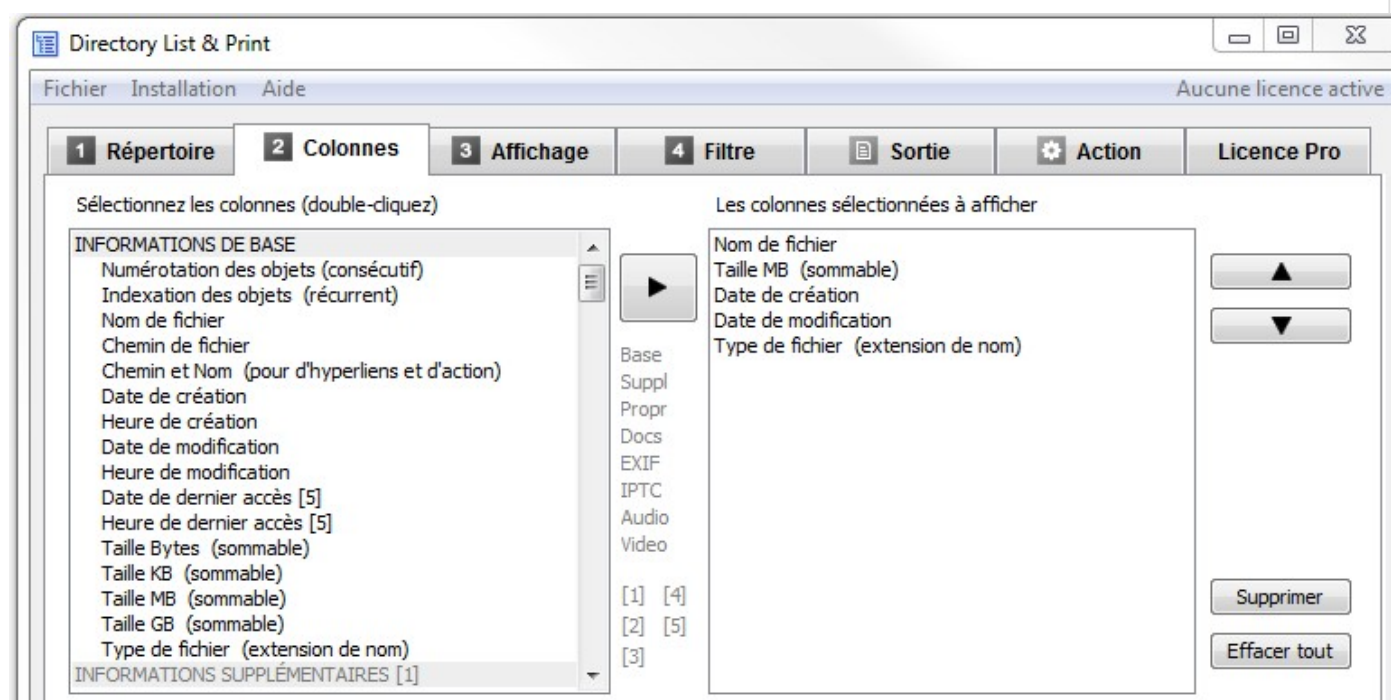 Directory List & Print
Fichier Installation Aide Aucune licence active
1 Répertoire 2 Colonnes 3 Affichage 4 Filtre Sortie Action Licence Pro
Sélectionnez les colonnes (double-cliquez)
INFORMATIONS DE BASE
Numérotation des objets (consécutif)
Indexation des objets (récurrent)
Nom de fichier
Chemin de fichier
Chemin et Nom (pour d'hyperliens et d'action)
Date de création
Heure de création
Date de modification
Heure de modification
Date de dernier accès [5]
Heure de dernier accès [5]
Taille Bytes (sommable)
Taille KB (sommable)
Taille MB (sommable)
Taille GB (sommable)
Type de fichier (extension de nom)
INFORMATIONS SUPPLÉMENTAIRES [1]
Base
Suppl
Propr
Docs
EXIF
IPTC
Audio
Video
[1] [4]
[2] [5]
[3]
Les colonnes sélectionnées à afficher
Nom de fichier
Taille MB (sommable)
Date de création
Date de modification
Type de fichier (extension de nom)
Supprimer
Effacer tout